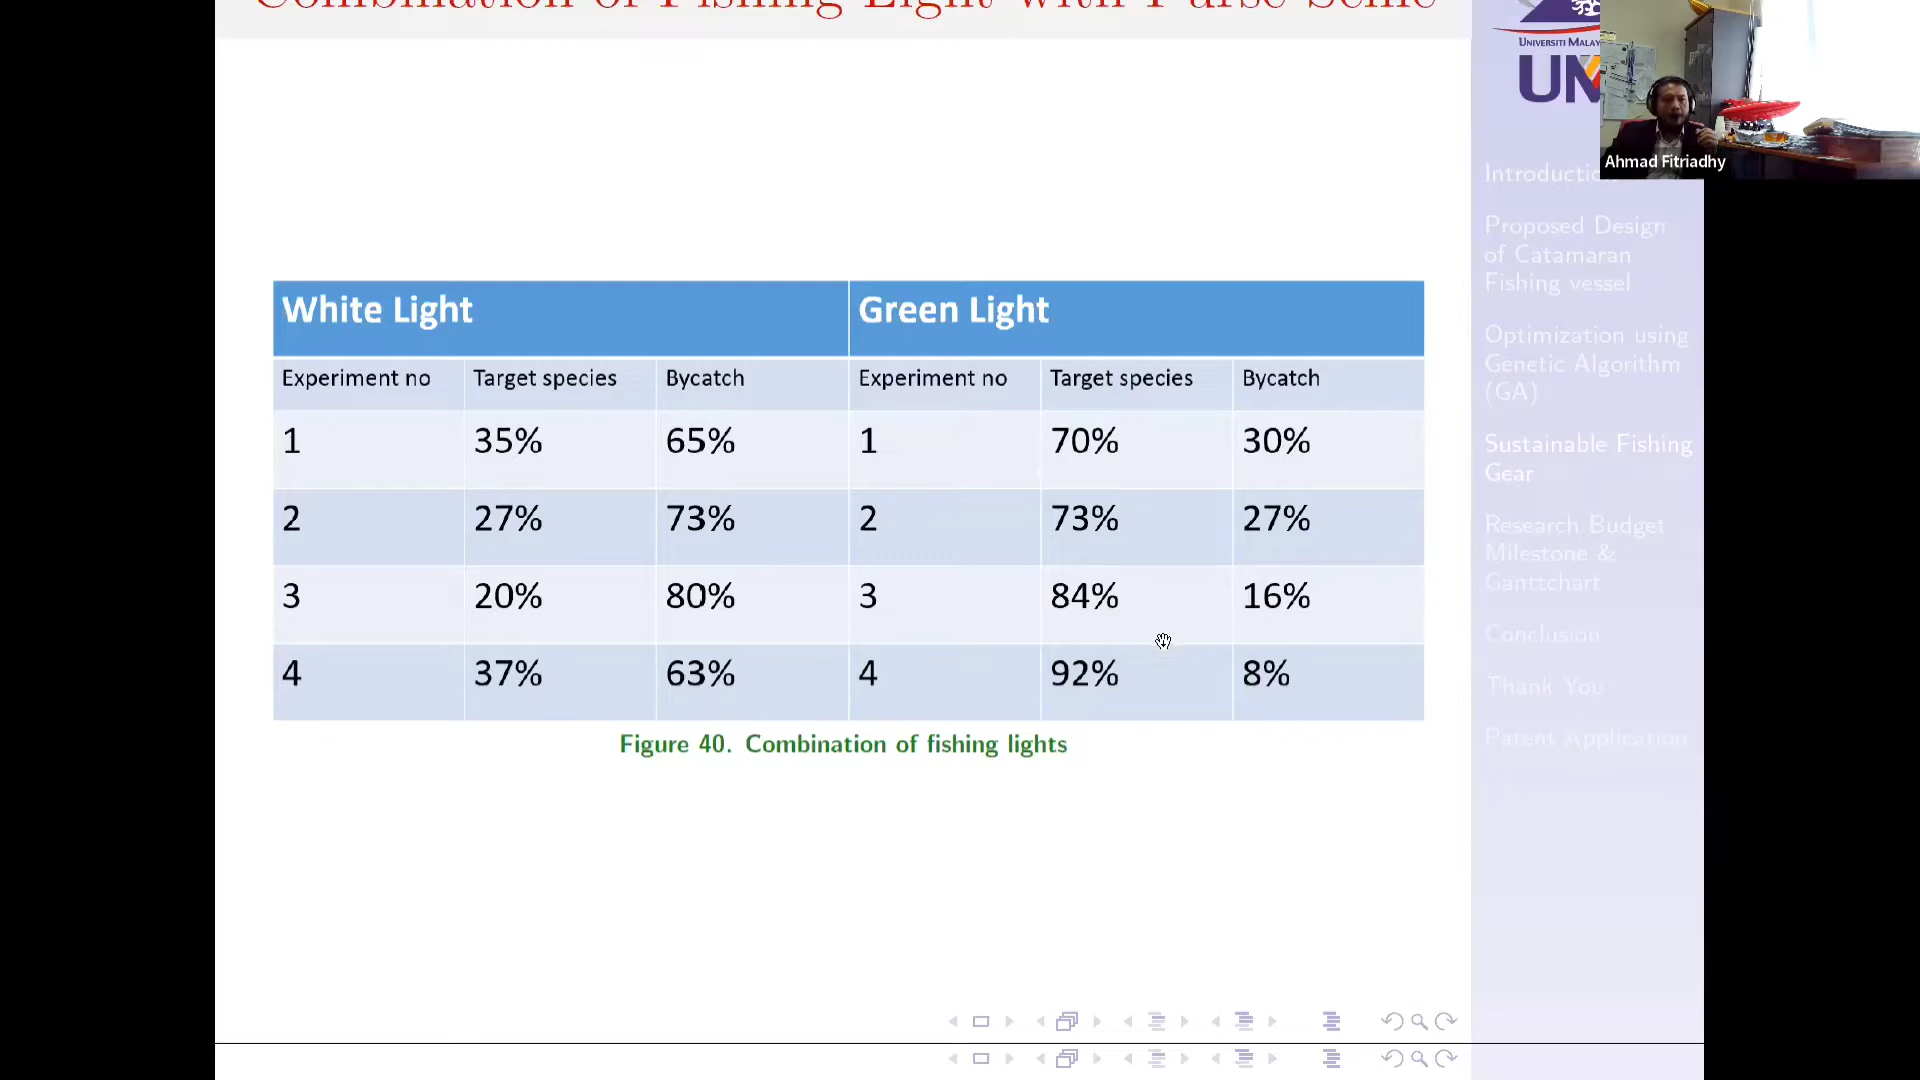 Combination of Fishing Light with Purse Seine
UNIVERSITI MALAY
UM
Ahmad Fitriadhy
Introduction
Proposed Design
of Catamaran
Fishing vessel
Optimization using
Genetic Algorithm
(GA)
Sustainable Fishing
Gear
Research Budget
Milestone &
Ganttchart
Conclusion
Thank You
Patent Application
White Light Green Light
Experiment no Target species Bycatch Experiment no Target species Bycatch
1 35% 65% 1 70% 30%
2 27% 73% 2 73% 27%
3 20% 80% 3 84% 16%
4 37% 63% 4 92% 8%
Figure 40. Combination of fishing lights